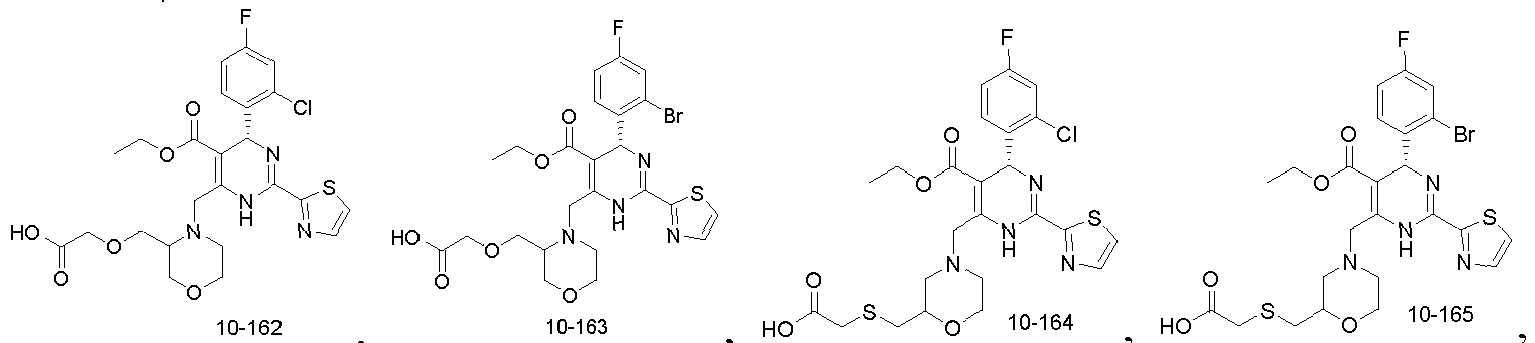 F F F F
Cl Br Cl Br
O O N N H N S O HO O N O
O O N N H N S O HO O N O
O O N N H N S S HO O N O
O O N N H N S S HO O N O
10-162 , 10-163 , 10-164 , 10-165 ,